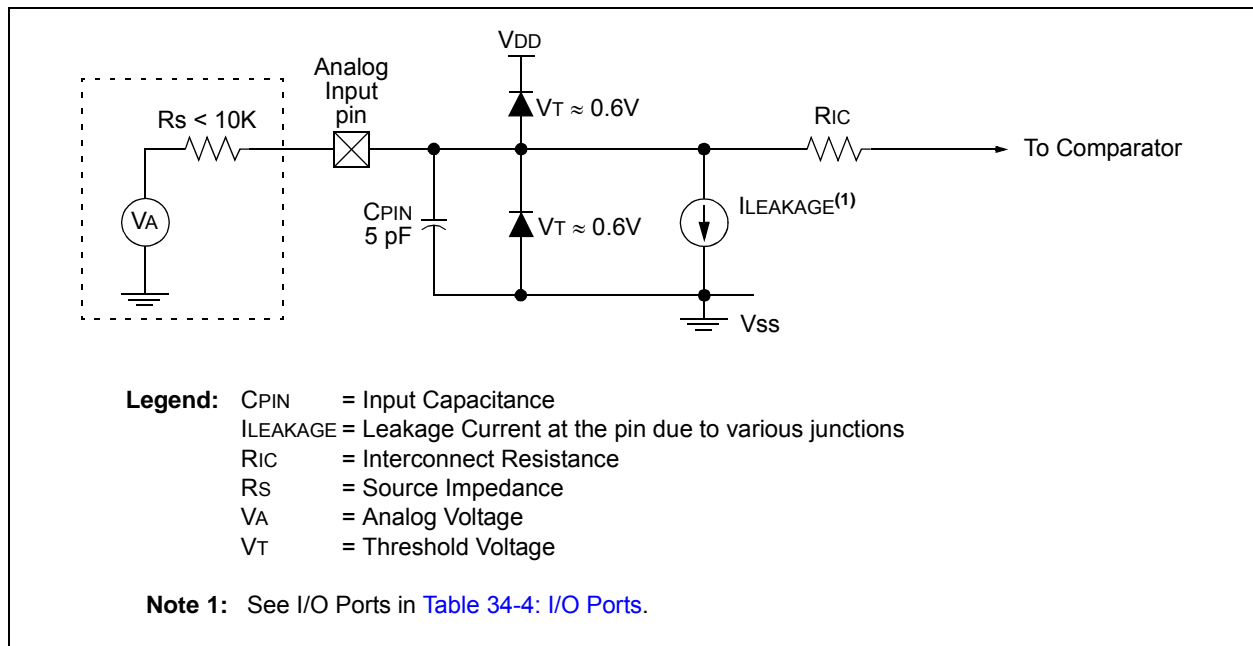 VDD
Analog
Input
pin
VT ≈ 0.6V
Rs < 10K
RIC
To Comparator
VA
CPIN
5 pF
VT ≈ 0.6V
ILEAKAGE(1)
Vss
Legend: CPIN = Input Capacitance
ILEAKAGE = Leakage Current at the pin due to various junctions
RIC = Interconnect Resistance
RS = Source Impedance
VA = Analog Voltage
VT = Threshold Voltage
Note 1: See I/O Ports in Table 34-4: I/O Ports.